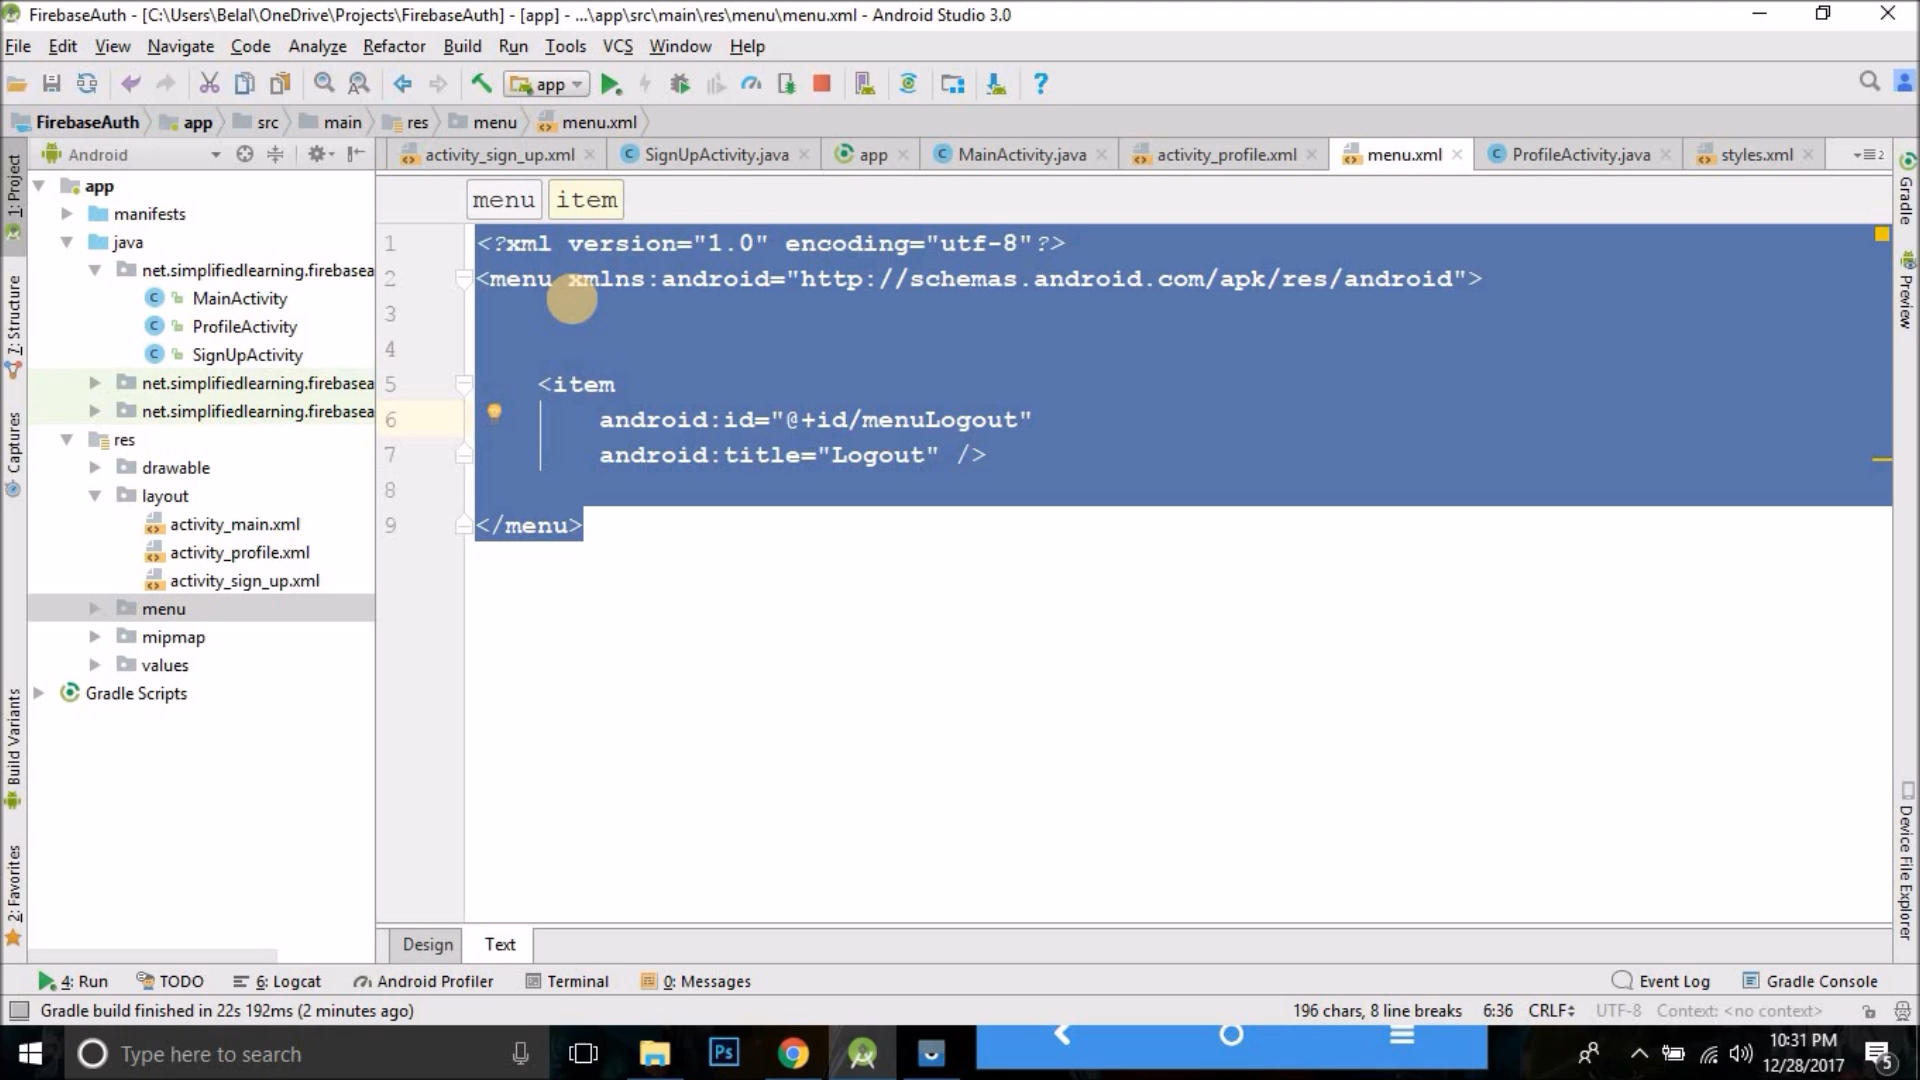 FirebaseAuth - [C:\Users\Belal\OneDrive\Projects\FirebaseAuth] - [app] - ...\app\src\main\res\menu\menu.xml - Android Studio 3.0
File Edit View Navigate Code Analyze Refactor Build Run Tools VCS Window Help
app
FirebaseAuth app src main res menu menu.xml
Android
activity_sign_up.xml SignUpActivity.java app MainActivity.java activity_profile.xml menu.xml ProfileActivity.java styles.xml 2
menu item
1: Project
Z: Structure
Captures
Build Variants
2: Favorites
app
manifests
java
net.simplifiedlearning.firebasea
MainActivity
ProfileActivity
SignUpActivity
net.simplifiedlearning.firebasea
net.simplifiedlearning.firebasea
res
drawable
layout
activity_main.xml
activity_profile.xml
activity_sign_up.xml
menu
mipmap
values
Gradle Scripts
1 <?xml version="1.0" encoding="utf-8"?>
2 <menu xmlns:android="http://schemas.android.com/apk/res/android">
3
4
5 <item
6 android:id="@+id/menuLogout"
7 android:title="Logout" />
8
9 </menu>
Gradle
Preview
Device File Explorer
Design Text
4: Run TODO 6: Logcat Android Profiler Terminal 0: Messages Event Log Gradle Console
Gradle build finished in 22s 192ms (2 minutes ago) 196 chars, 8 line breaks 6:36 CRLF UTF-8 Context: <no context>
Type here to search Ps 10:31 PM
12/28/2017 5